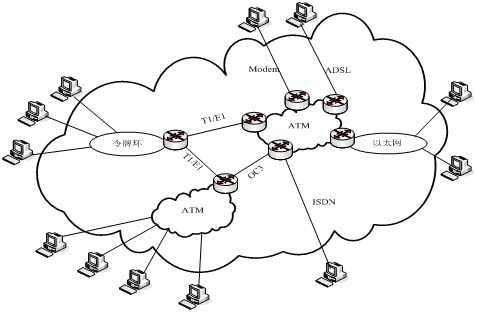 Modem
ADSL
T1/E1
ATM
令牌环
以太网
T1/E1
OC3
ATM
ISDN